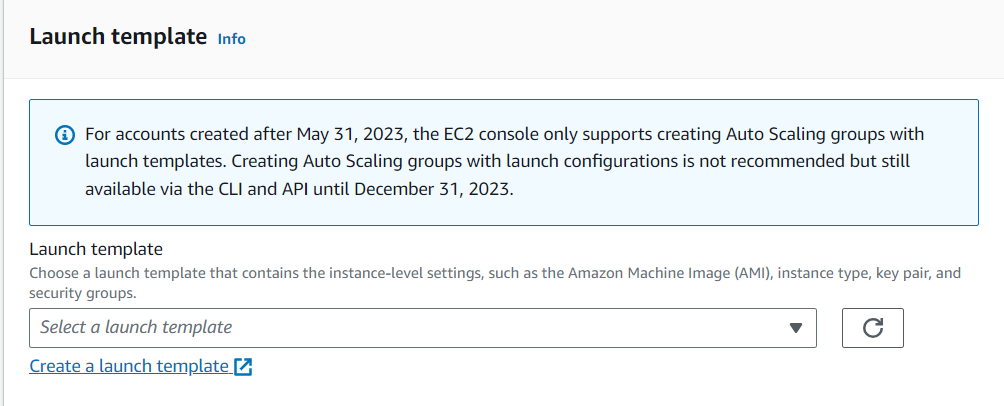 Launch template Info
For accounts created after May 31, 2023, the EC2 console only supports creating Auto Scaling groups with
launch templates. Creating Auto Scaling groups with launch configurations is not recommended but still
available via the CLI and API until December 31, 2023.
Launch template
Choose a launch template that contains the instance-level settings, such as the Amazon Machine Image (AMI), instance type, key pair, and
security groups.
Select a launch template
Create a launch template